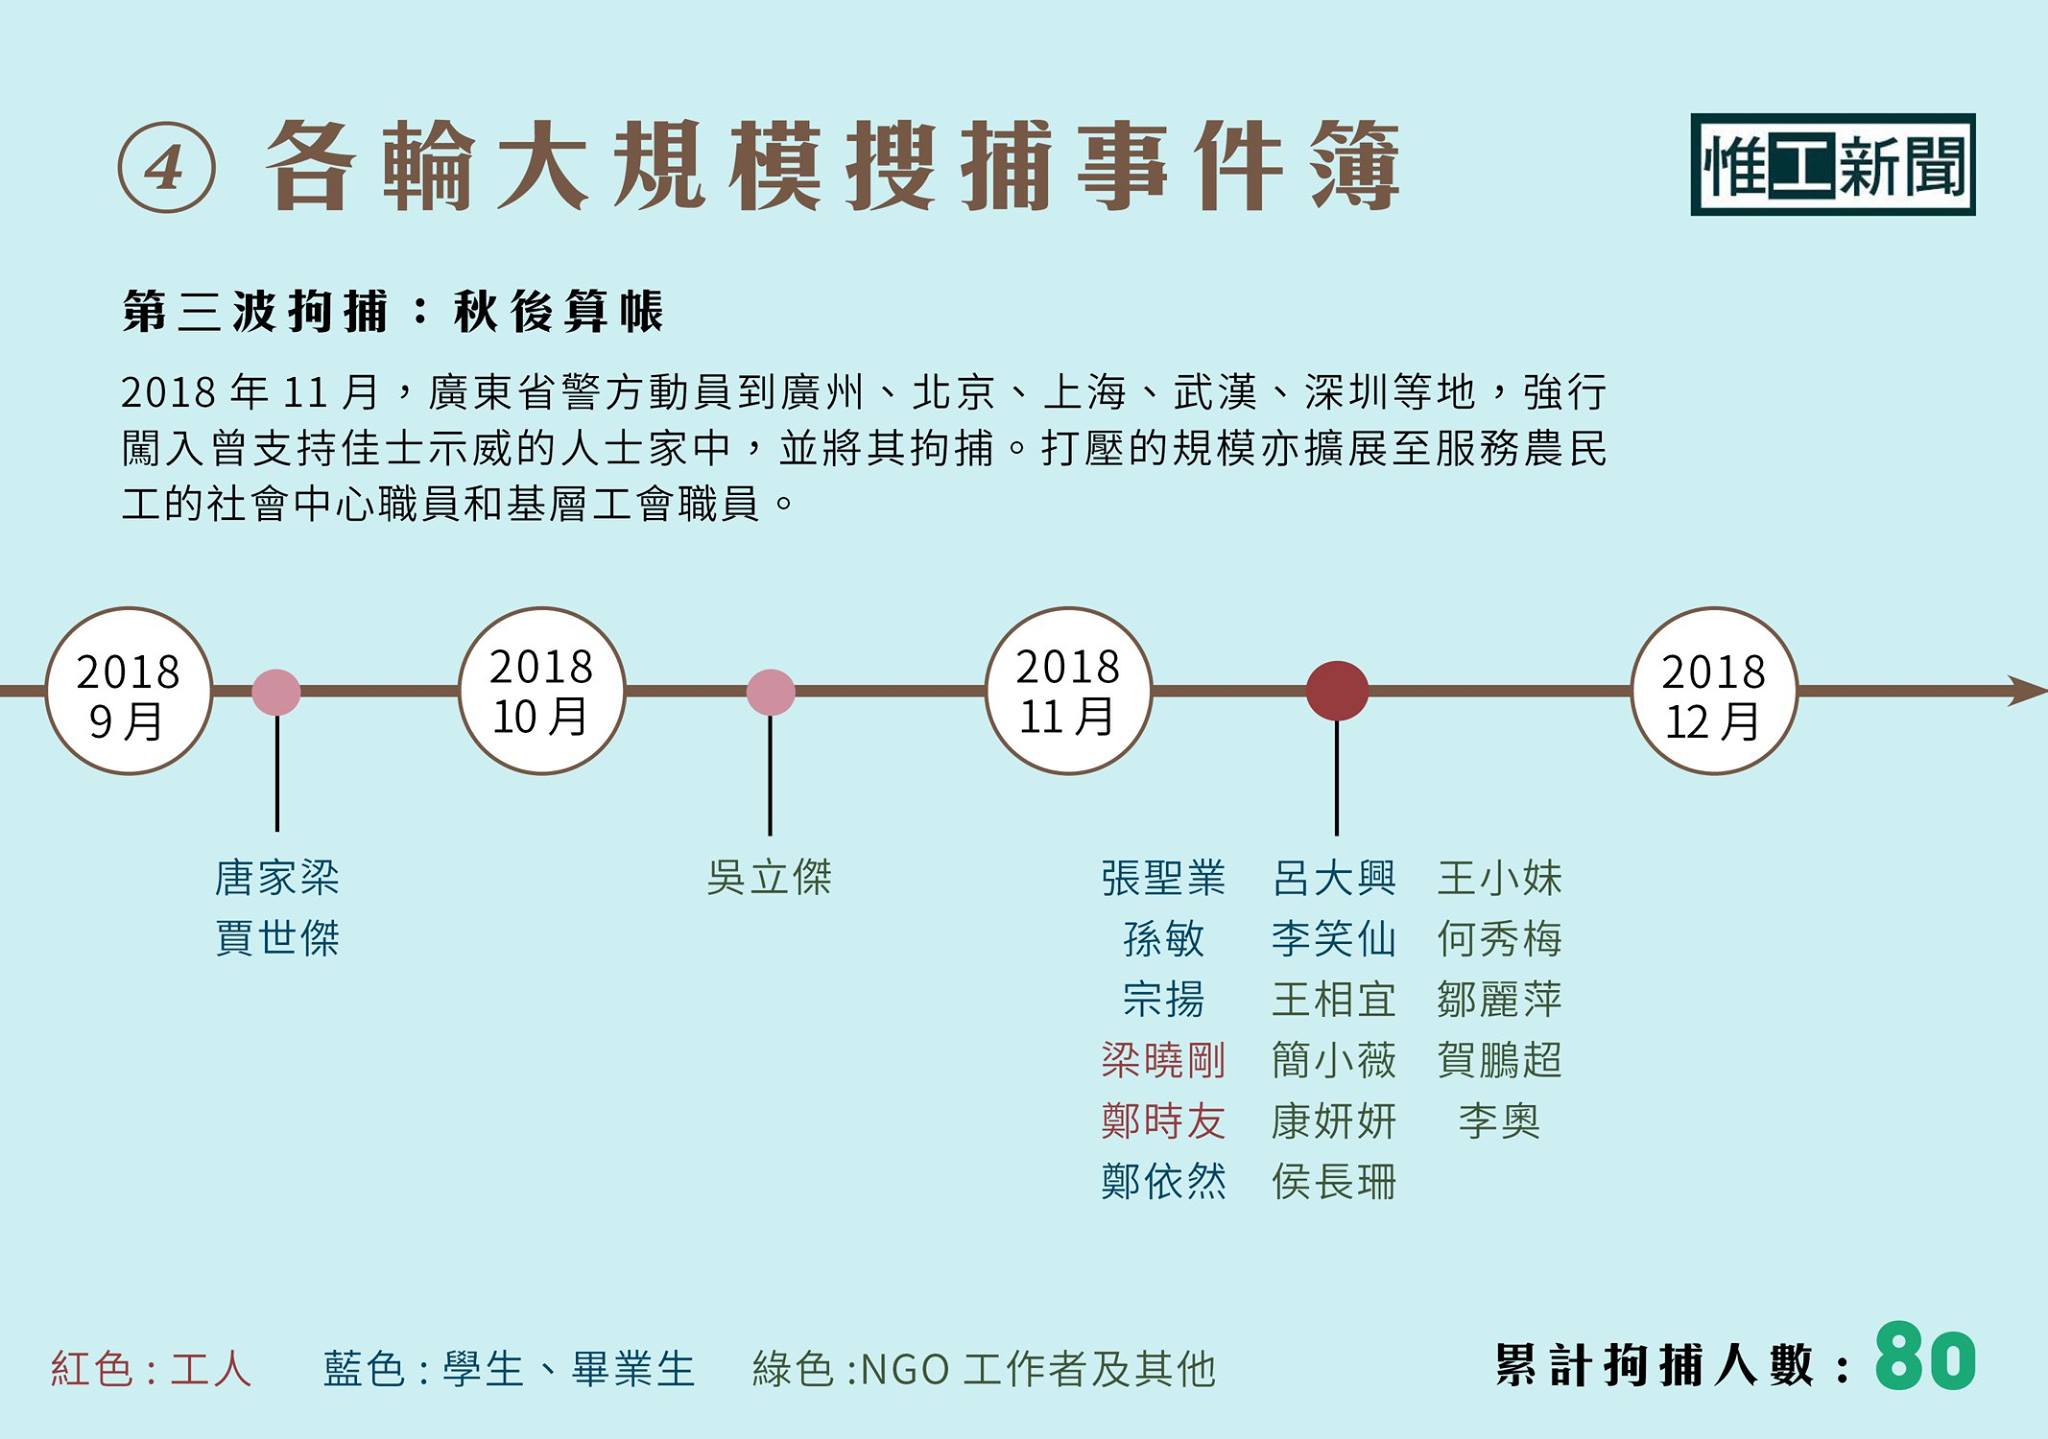 ④ 各輪大規模搜捕事件簿
惟工新聞
第三波拘捕：秋後算帳
2018 年 11 月，廣東省警方動員到廣州、北京、上海、武漢、深圳等地，強行
闖入曾支持佳士示威的人士家中，並將其拘捕。打壓的規模亦擴展至服務農民
工的社會中心職員和基層工會職員。
2018
9 月
2018
10 月
2018
11 月
2018
12 月
唐家梁
賈世傑
吳立傑
張聖業
孫敏
宗揚
梁曉剛
鄭時友
鄭依然
呂大興
李笑仙
王相宜
簡小薇
康妍妍
侯長珊
王小妹
何秀梅
鄒麗萍
賀鵬超
李奧
紅色 : 工人
藍色 : 學生、畢業生
綠色 :NGO 工作者及其他
累計拘捕人數 : 80